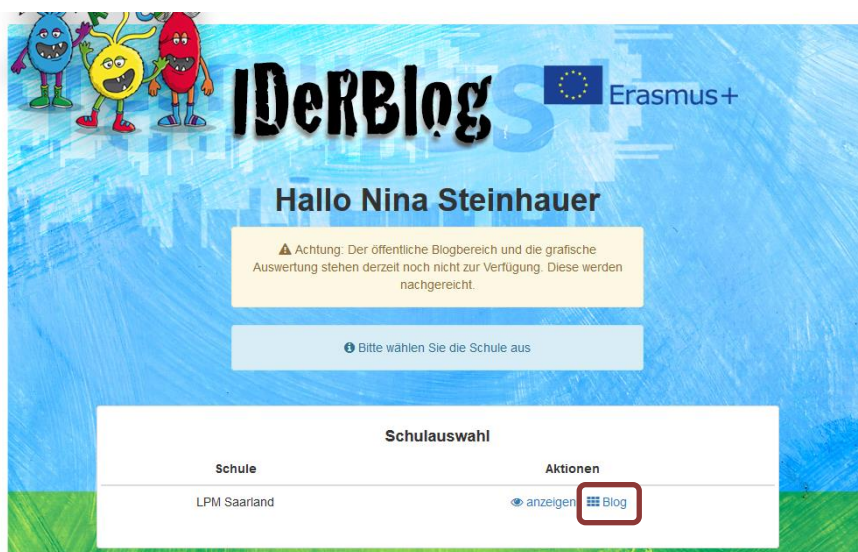 IDeRBlog
Erasmus+
Hallo Nina Steinhauer
Achtung: Der öffentliche Blogbereich und die grafische
Auswertung stehen derzeit noch nicht zur Verfügung. Diese werden
nachgereicht.
Bitte wählen Sie die Schule aus
Schulauswahl
Schule Aktionen
LPM Saarland anzeigen Blog